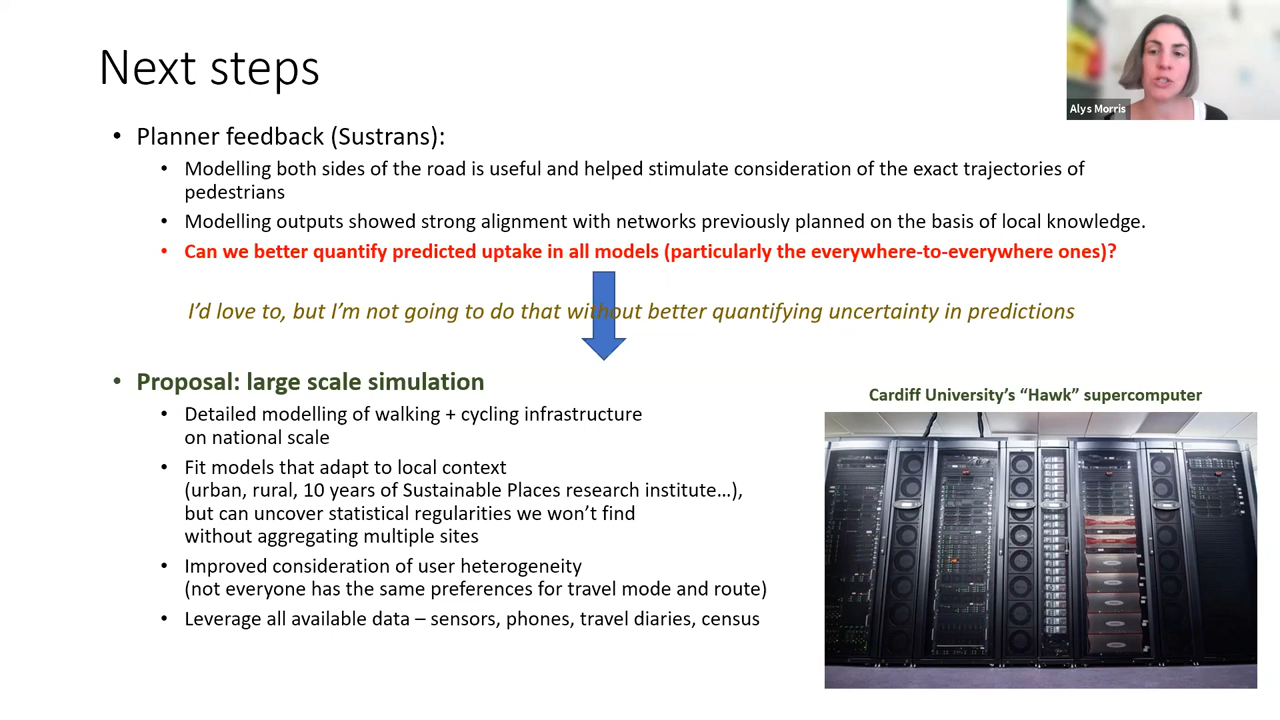 Next steps
Alys Morris
• Planner feedback (Sustrans):
• Modelling both sides of the road is useful and helped stimulate consideration of the exact trajectories of
pedestrians
• Modelling outputs showed strong alignment with networks previously planned on the basis of local knowledge.
• Can we better quantify predicted uptake in all models (particularly the everywhere-to-everywhere ones)?
I’d love to, but I’m not going to do that without better quantifying uncertainty in predictions
• Proposal: large scale simulation
• Detailed modelling of walking + cycling infrastructure
on national scale
• Fit models that adapt to local context
(urban, rural, 10 years of Sustainable Places research institute…),
but can uncover statistical regularities we won’t find
without aggregating multiple sites
• Improved consideration of user heterogeneity
(not everyone has the same preferences for travel mode and route)
• Leverage all available data – sensors, phones, travel diaries, census
Cardiff University’s “Hawk” supercomputer